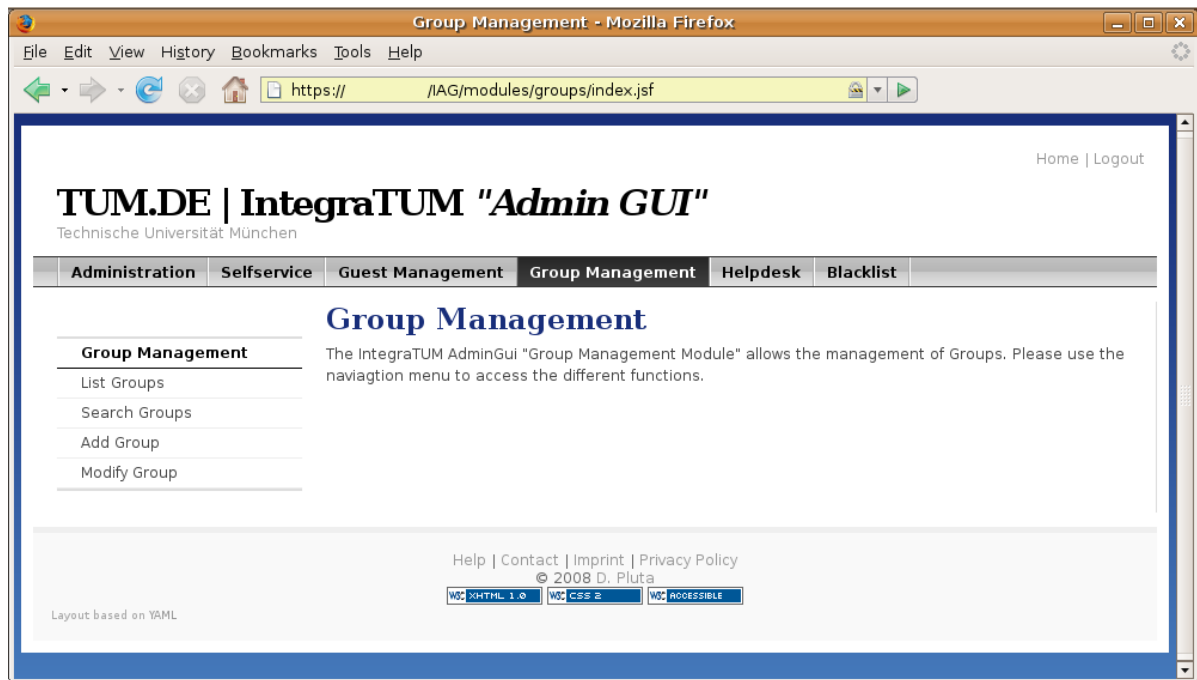 Group Management - Mozilla Firefox
File Edit View History Bookmarks Tools Help
https:// /IAG/modules/groups/index.jsf
Home | Logout
TUM.DE | IntegraTUM "Admin GUI"
Technische Universität München
Administration Selfservice Guest Management Group Management Helpdesk Blacklist
Group Management
The IntegraTUM AdminGui "Group Management Module" allows the management of Groups. Please use the
naviagtion menu to access the different functions.
Group Management
List Groups
Search Groups
Add Group
Modify Group
Help | Contact | Imprint | Privacy Policy
© 2008 D. Pluta
W3C XHTML 1.0 W3C CSS 2 W3C ACCESSIBLE
Layout based on YAML